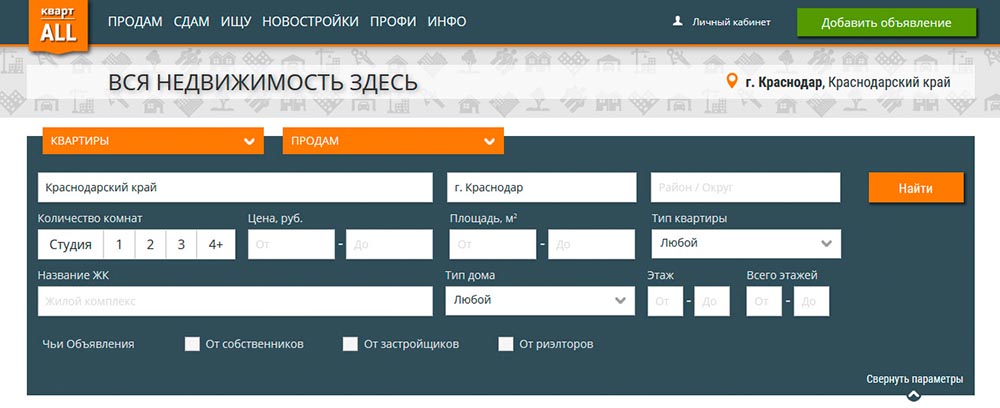 кварт
ALL
ПРОДАМ СДАМ ИЩУ НОВОСТРОЙКИ ПРОФИ ИНФО
Личный кабинет
Добавить объявление
ВСЯ НЕДВИЖИМОСТЬ ЗДЕСЬ
г. Краснодар, Краснодарский край
КВАРТИРЫ
ПРОДАМ
Краснодарский край
г. Краснодар
Район / Округ
Найти
Количество комнат
Цена, руб.
Площадь, м²
Тип квартиры
Студия 1 2 3 4+
От - До
От - До
Любой
Название ЖК
Тип дома
Этаж
Всего этажей
Жилой комплекс
Любой
От - До
От - До
Чьи Объявления
От собственников
От застройщиков
От риэлторов
Свернуть параметры